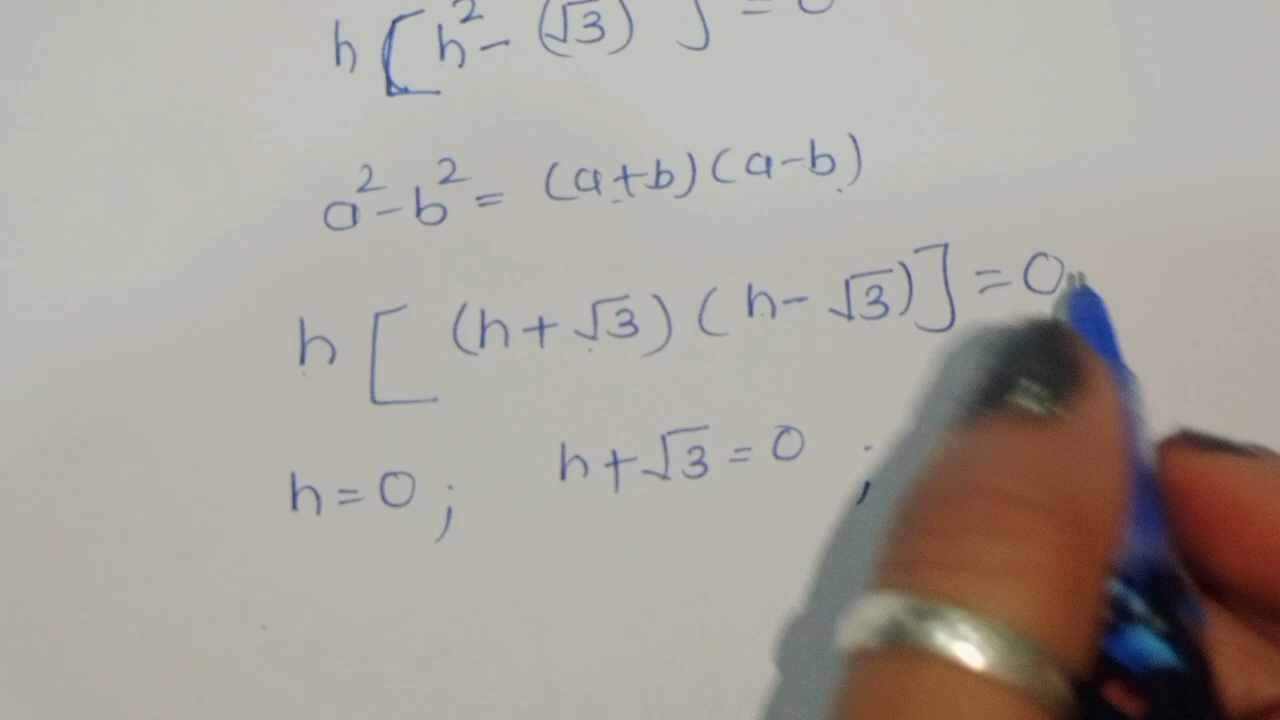 h [h² - (√3) ] = 0
a² - b² = (a+b)(a-b)
h [ (h+√3) (h-√3)] = 0
h = 0 ; h+√3 = 0 ;